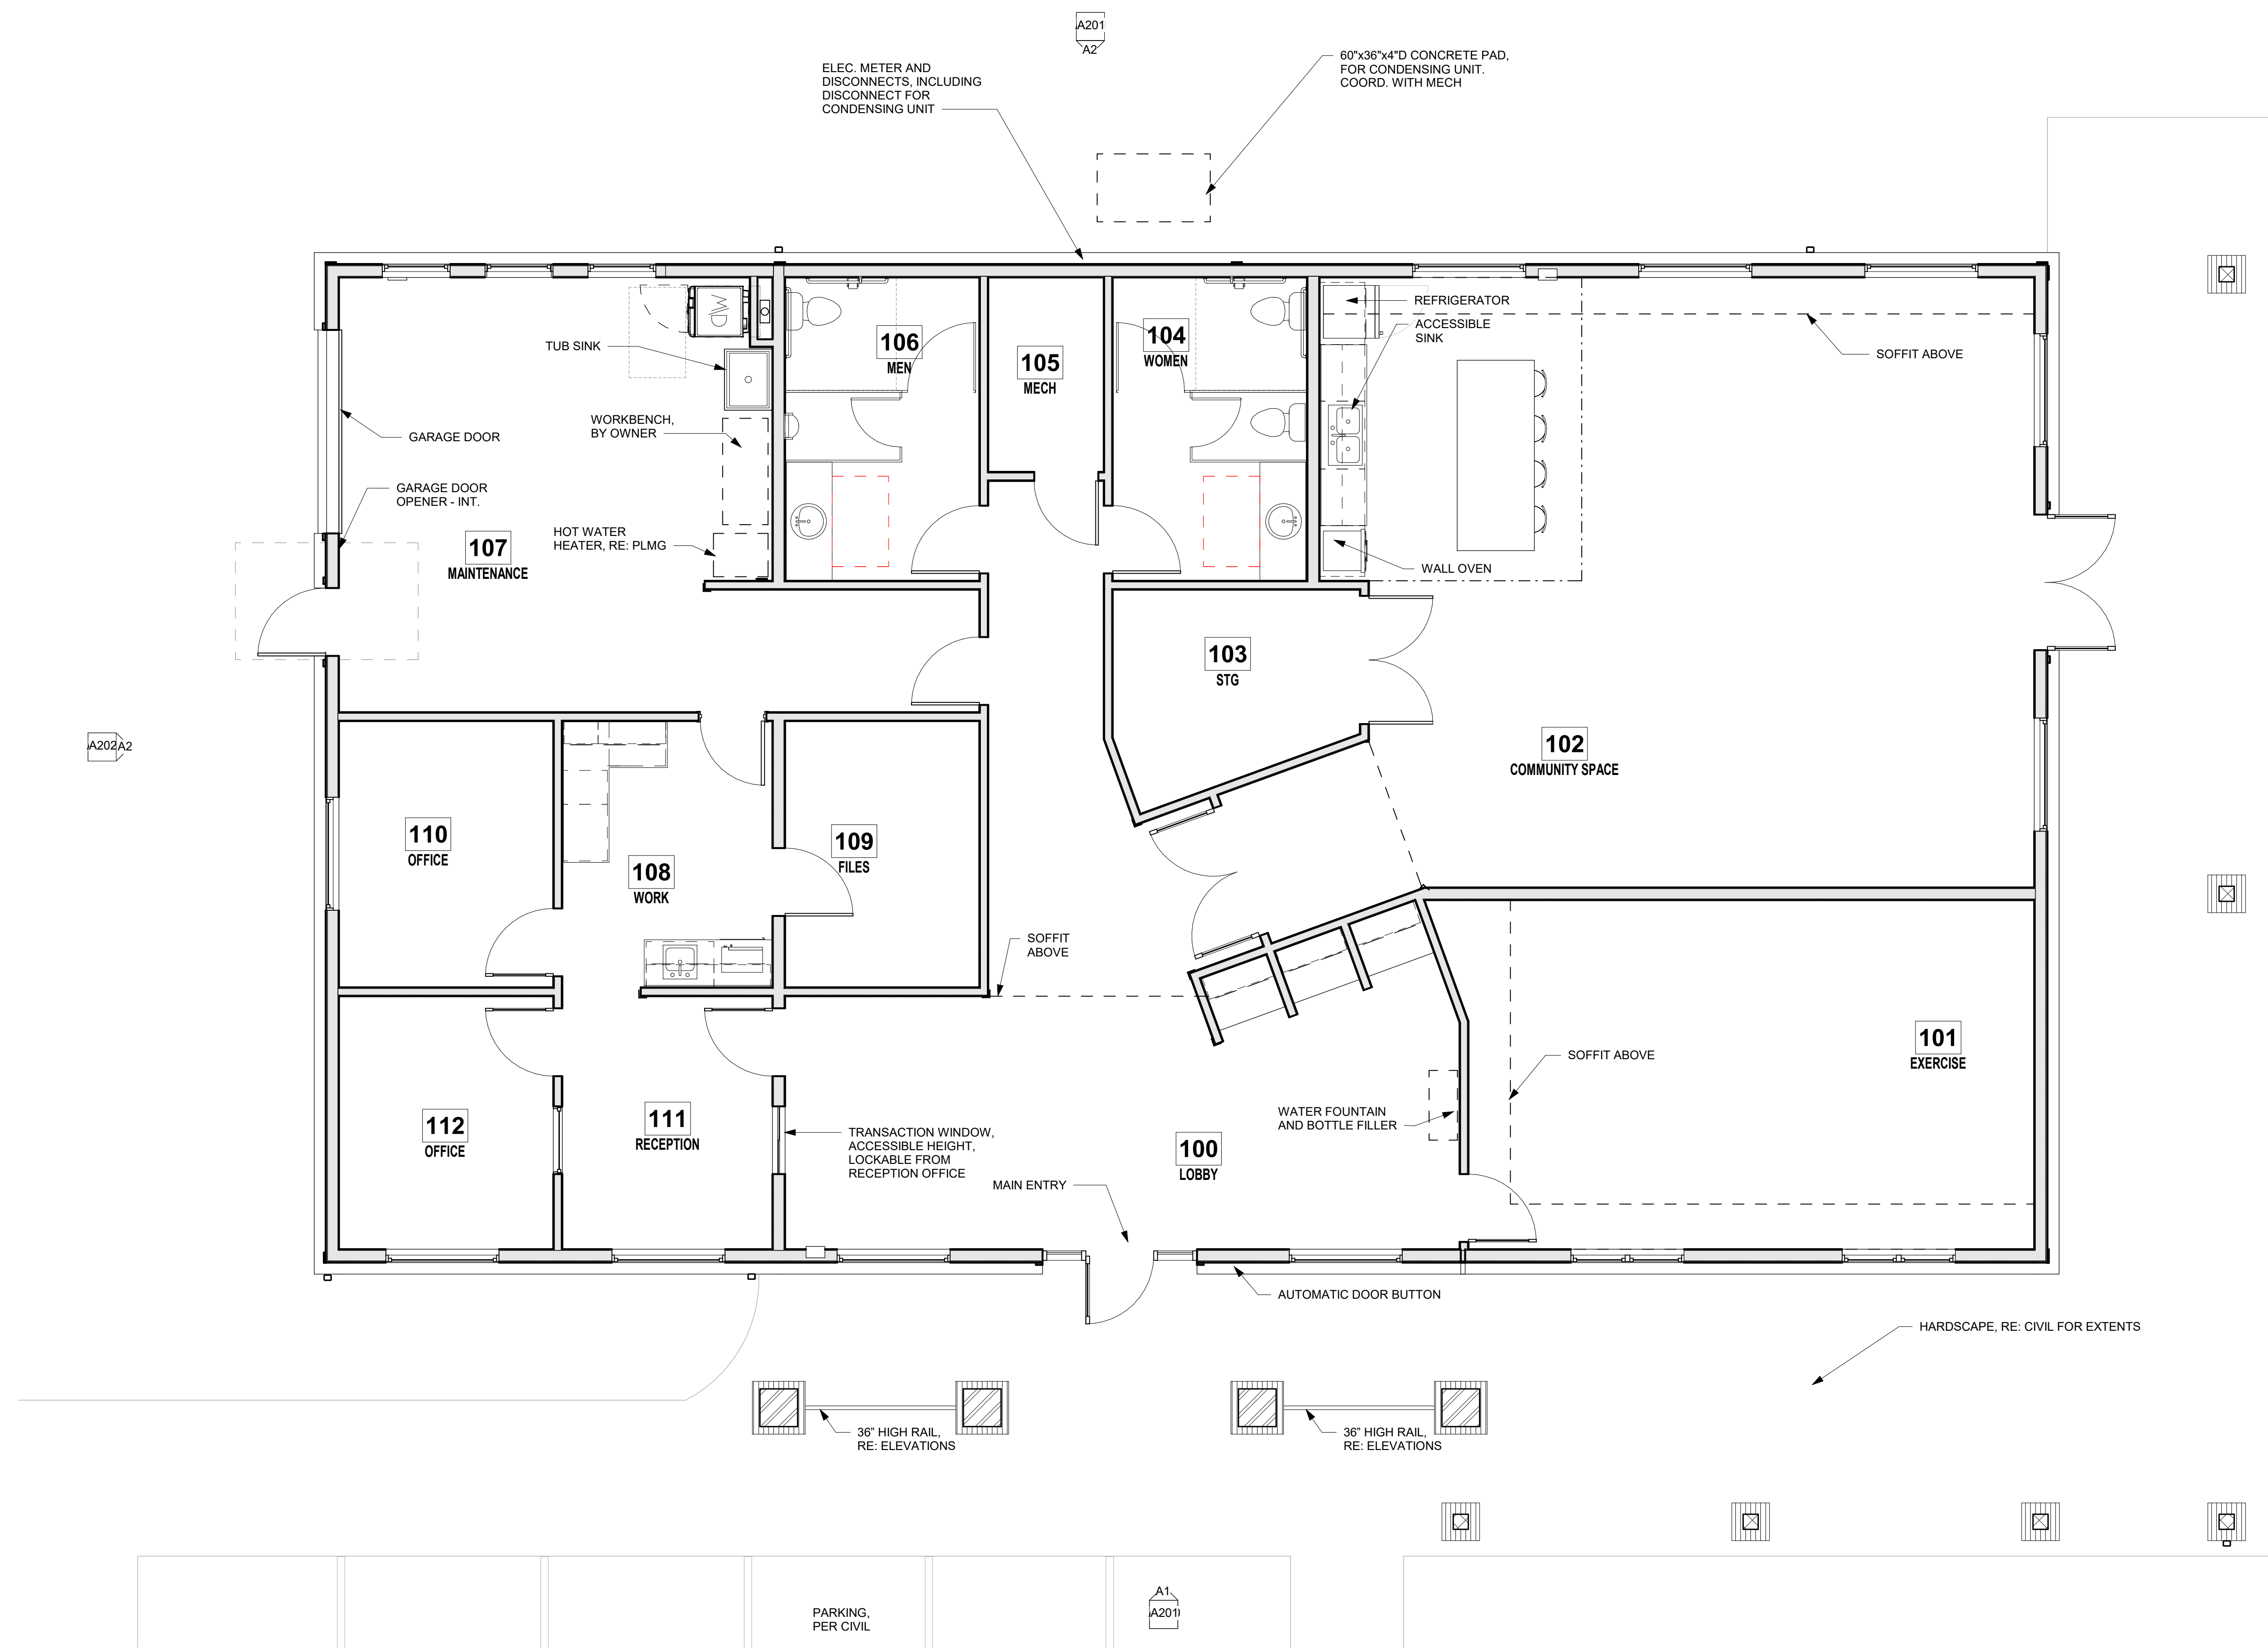 A201
A2
ELEC. METER AND
DISCONNECTS, INCLUDING
DISCONNECT FOR
CONDENSING UNIT
60"x36"x4"D CONCRETE PAD,
FOR CONDENSING UNIT.
COORD. WITH MECH
REFRIGERATOR
ACCESSIBLE
SINK
SOFFIT ABOVE
TUB SINK
WD
106
MEN
105
MECH
104
WOMEN
WORKBENCH,
BY OWNER
GARAGE DOOR
GARAGE DOOR
OPENER - INT.
HOT WATER
HEATER, RE: PLMG
107
MAINTENANCE
WALL OVEN
103
STG
102
COMMUNITY SPACE
A202
A2
110
OFFICE
108
WORK
109
FILES
SOFFIT
ABOVE
101
EXERCISE
SOFFIT ABOVE
112
OFFICE
111
RECEPTION
TRANSACTION WINDOW,
ACCESSIBLE HEIGHT,
LOCKABLE FROM
RECEPTION OFFICE
WATER FOUNTAIN
AND BOTTLE FILLER
100
LOBBY
MAIN ENTRY
AUTOMATIC DOOR BUTTON
HARDSCAPE, RE: CIVIL FOR EXTENTS
36" HIGH RAIL,
RE: ELEVATIONS
36" HIGH RAIL,
RE: ELEVATIONS
PARKING,
PER CIVIL
A1
A201